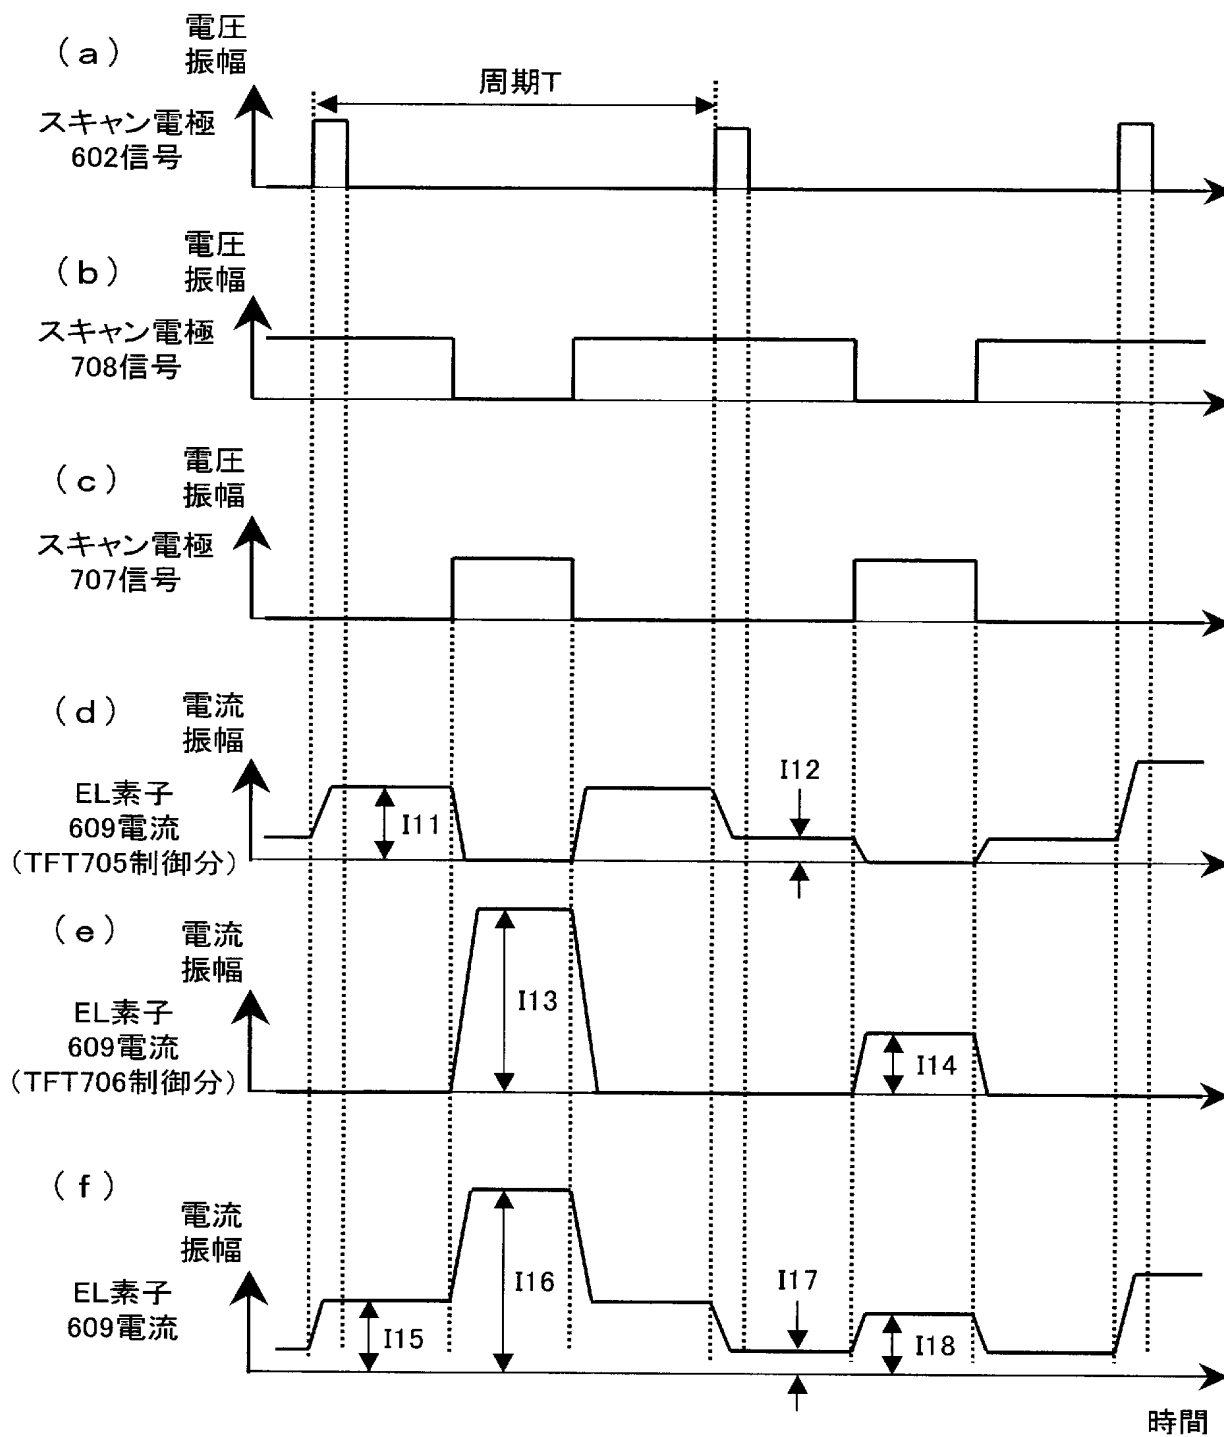 (a)
電圧
振幅
スキャン電極
602信号
周期T
(b)
電圧
振幅
スキャン電極
708信号
(c)
電圧
振幅
スキャン電極
707信号
(d)
電流
振幅
EL素子
609電流
(TFT705制御分)
I11
I12
(e)
電流
振幅
EL素子
609電流
(TFT706制御分)
I13
I14
(f)
電流
振幅
EL素子
609電流
I15
I16
I17
I18
時間